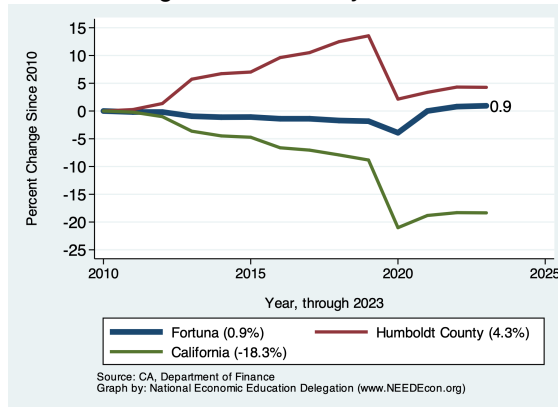 15
10
5
0
-5
-10
-15
-20
-25
Percent Change Since 2010
0.9
2010 2015 2020 2025
Year, through 2023
Fortuna (0.9%) Humboldt County (4.3%)
California (-18.3%)
Source: CA, Department of Finance
Graph by: National Economic Education Delegation (www.NEEDEcon.org)